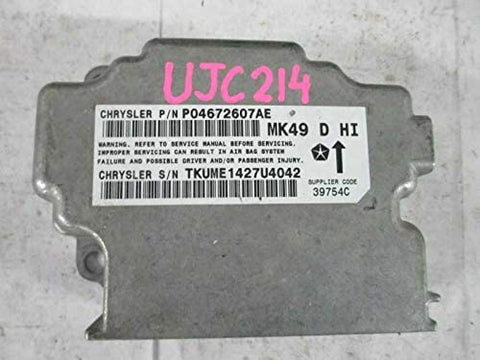 UJC214
CHRYSLER P/N P04672607AE
MK49 D HI
WARNING. REFER TO SERVICE MANUAL BEFORE SERVICING.
IMPROPER SERVICING CAN RESULT IN AIR BAG SYSTEM
FAILURE AND POSSIBLE DRIVER AND/OR PASSENGER INJURY.
CHRYSLER S/N TKUME1427U4042
SUPPLIER CODE
39754C